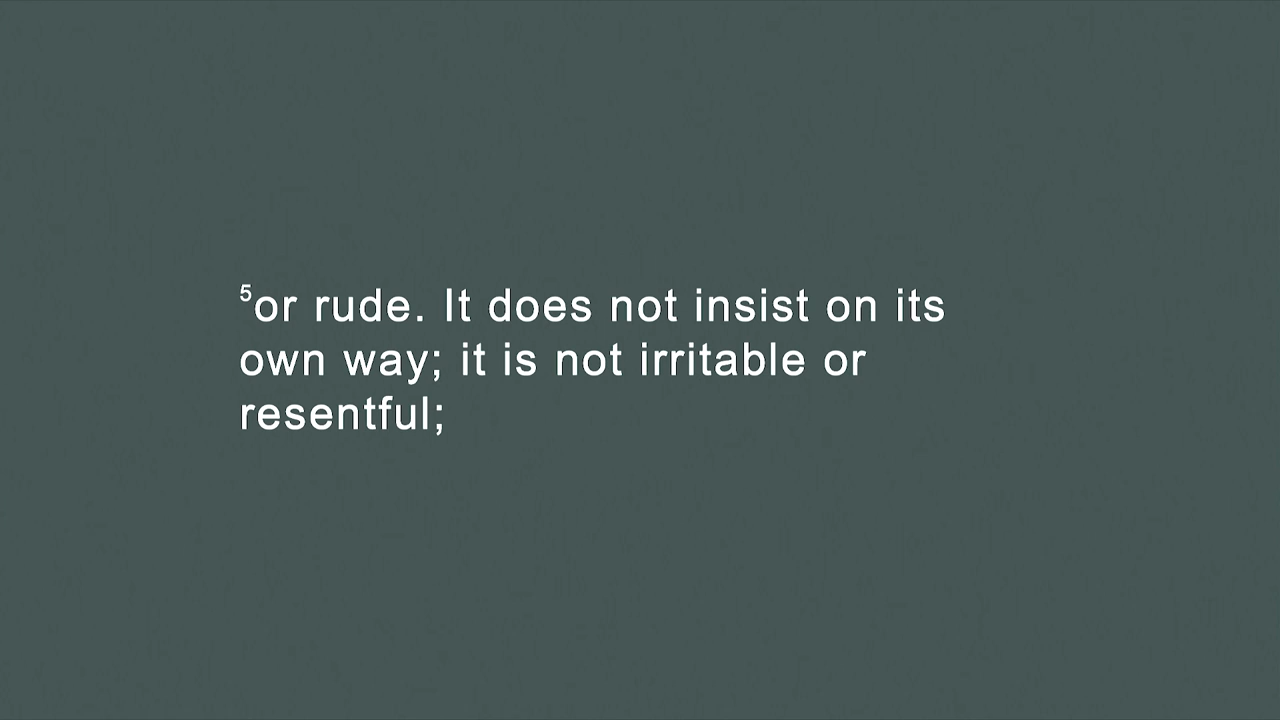 ⁵or rude. It does not insist on its
own way; it is not irritable or
resentful;